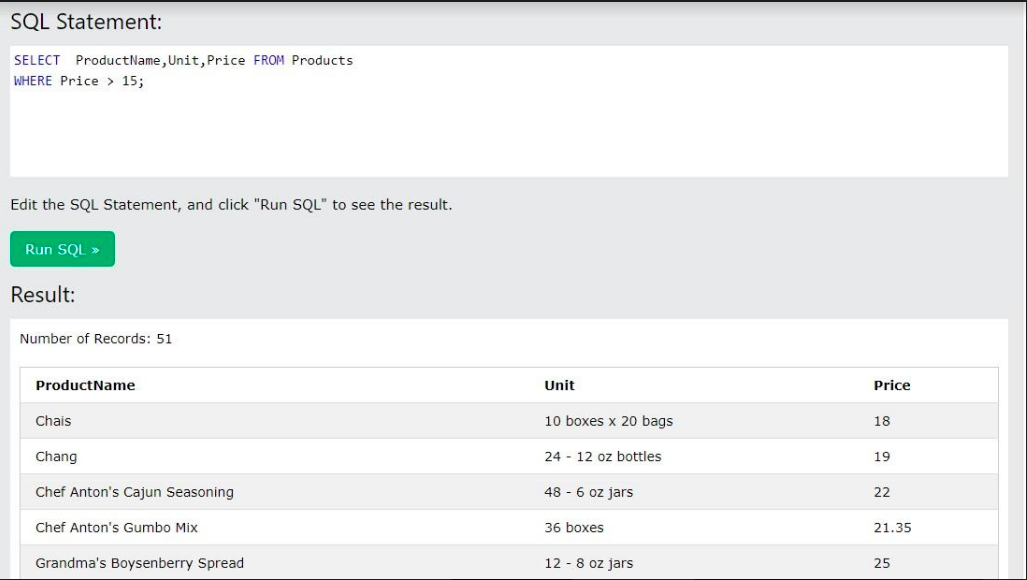 SQL Statement:
SELECT  ProductName,Unit,Price FROM Products
WHERE Price > 15;
Edit the SQL Statement, and click "Run SQL" to see the result.
Run SQL »
Result:
Number of Records: 51
ProductName Unit Price
Chais 10 boxes x 20 bags 18
Chang 24 - 12 oz bottles 19
Chef Anton's Cajun Seasoning 48 - 6 oz jars 22
Chef Anton's Gumbo Mix 36 boxes 21.35
Grandma's Boysenberry Spread 12 - 8 oz jars 25